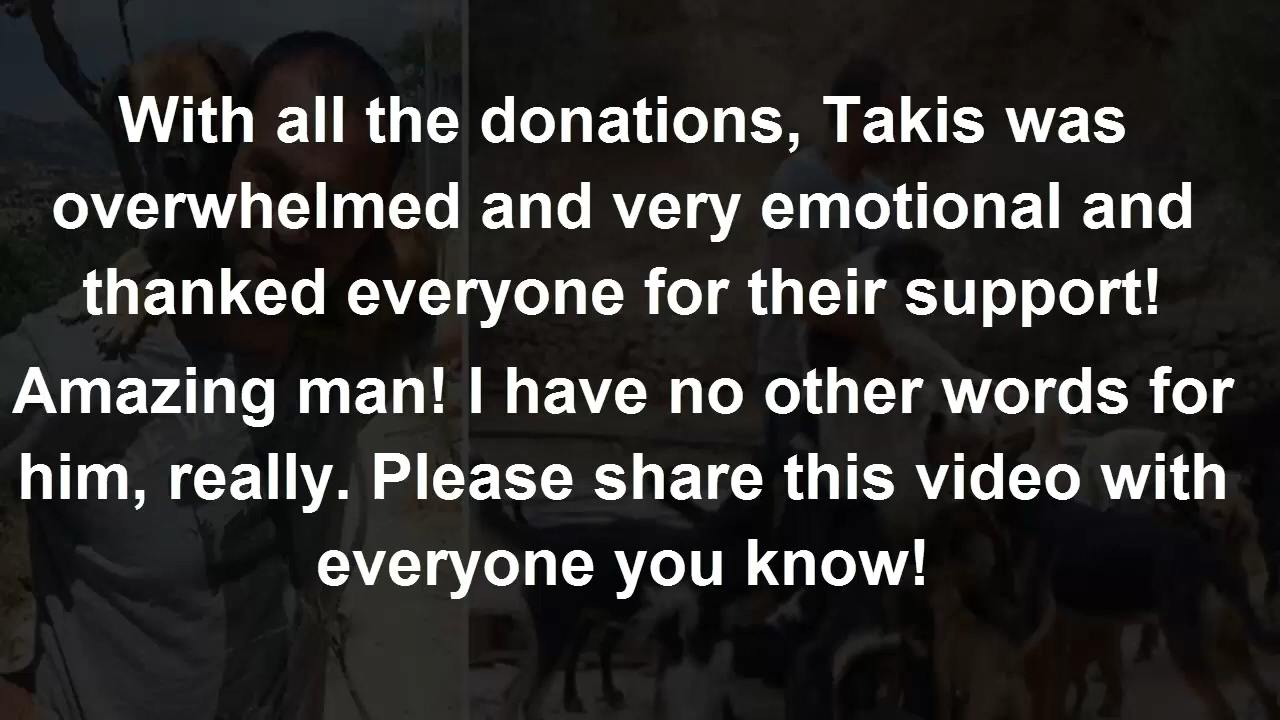 With all the donations, Takis was
overwhelmed and very emotional and
thanked everyone for their support!
Amazing man! I have no other words for
him, really. Please share this video with
everyone you know!